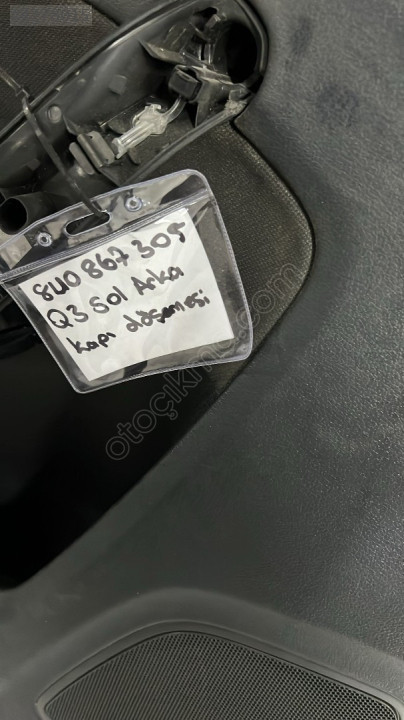 8U0 867 305
Q3 Sol Arka
Kapı döşemesi
otoçıkma.com